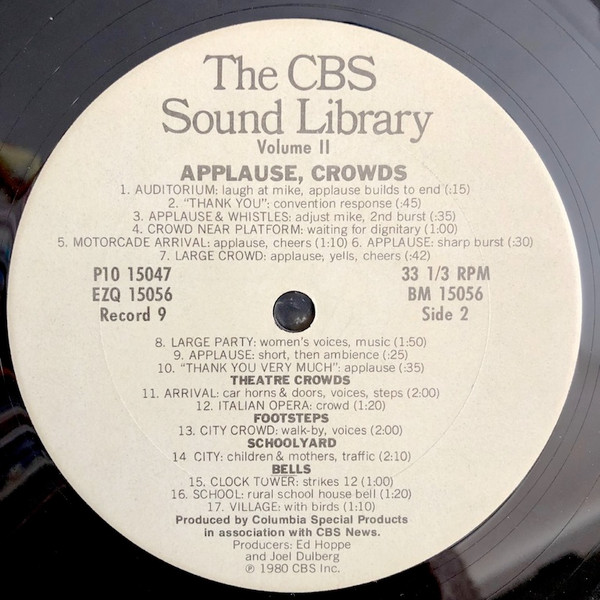 The CBS
Sound Library
Volume II
APPLAUSE, CROWDS
1. AUDITORIUM: laugh at mike, applause builds to end (:15)
2. "THANK YOU": convention response (:45)
3. APPLAUSE & WHISTLES: adjust mike, 2nd burst (:35)
4. CROWD NEAR PLATFORM: waiting for dignitary (1:00)
5. MOTORCADE ARRIVAL: applause, cheers (1:10) 6. APPLAUSE: sharp burst (:30)
7. LARGE CROWD: applause, yells, cheers (:42)
P10 15047 33 1/3 RPM
EZQ 15056 BM 15056
Record 9 Side 2
8. LARGE PARTY: women's voices, music (1:50)
9. APPLAUSE: short, then ambience (:25)
10. "THANK YOU VERY MUCH": applause (:35)
THEATRE CROWDS
11. ARRIVAL: car horns & doors, voices, steps (2:00)
12. ITALIAN OPERA: crowd (1:20)
FOOTSTEPS
13. CITY CROWD: walk-by, voices (2:00)
SCHOOLYARD
14 CITY: children & mothers, traffic (2:10)
BELLS
15. CLOCK TOWER: strikes 12 (1:00)
16. SCHOOL: rural school house bell (1:20)
17. VILLAGE: with birds (1:10)
Produced by Columbia Special Products
in association with CBS News.
Producers: Ed Hoppe
and Joel Dulberg
℗ 1980 CBS Inc.